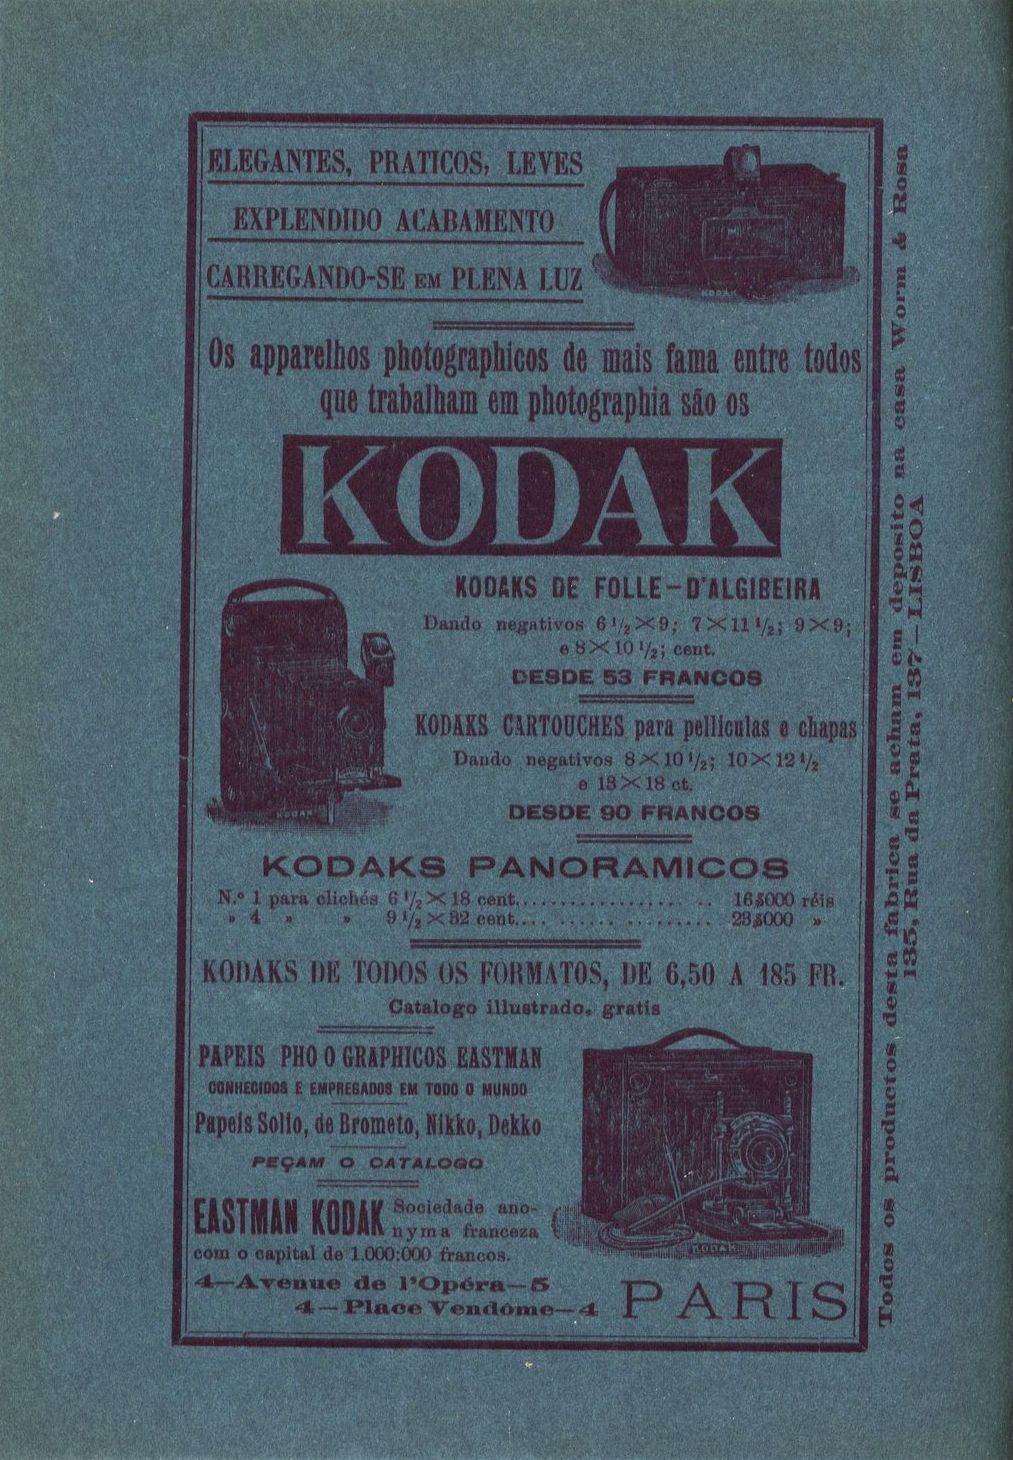 ELEGANTES, PRATICOS, LEVES
EXPLENDIDO ACABAMENTO
CARREGANDO-SE EM PLENA LUZ
KODAK
Os apparelhos photographicos de mais fama entre todos
que trabalham em photographia são os
KODAK
KODAKS DE FOLLE-D'ALGIBEIRA
Dando negativos 6 1/2×9; 7×11 1/2; 9×9;
e 8×10 1/2; cent.
DESDE 53 FRANCOS
KODAK
KODAKS CARTOUCHES para pelliculas e chapas
Dando negativos 8×10 1/2; 10×12 1/2
e 13×18 ct.
DESDE 90 FRANCOS
KODAKS PANORAMICOS
N.º 1 para clichés 6 1/2×18 cent.................. .. 16$000 réis
» 4 » » 9 1/2×32 cent.... .......... ......... 23$000 »
KODAKS DE TODOS OS FORMATOS, DE 6,50 A 185 FR.
Catalogo illustrado, gratis
PAPEIS PHO O GRAPHICOS EASTMAN
CONHECIDOS E EMPREGADOS EM TODO O MUNDO
Papeis Solio, de Brometo, Nikko, Dekko
PEÇAM O CATALOGO
KODAK
EASTMAN KODAK Sociedade ano-
nyma franceza
com o capital de 1.000:000 francos.
4—Avenue de l'Opéra—5
4—Place Vendôme—4
PARIS
Todos os productos desta fabrica se acham em deposito na casa Worm & Rosa
135, Rua da Prata, 137—LISBOA